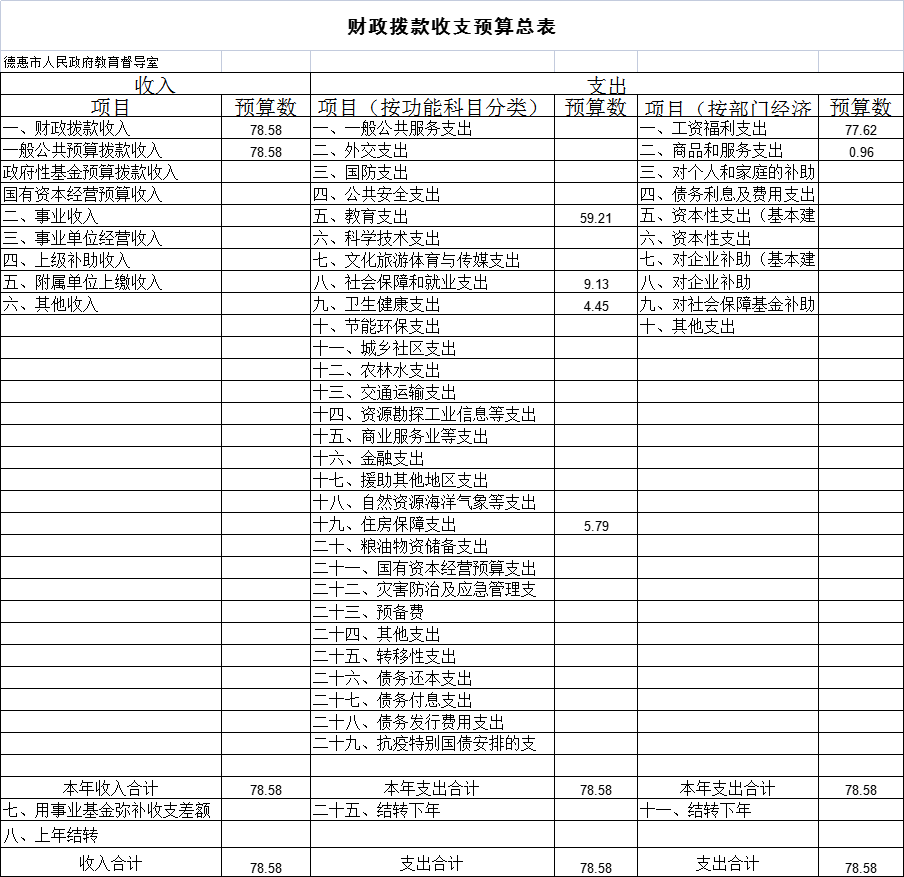 财政拨款收支预算总表
德惠市人民政府教育督导室
收入 支出
项目 预算数 项目（按功能科目分类） 预算数 项目（按部门经济 预算数
一、财政拨款收入 78.58 一、一般公共服务支出 一、工资福利支出 77.62
一般公共预算拨款收入 78.58 二、外交支出 二、商品和服务支出 0.96
政府性基金预算拨款收入 三、国防支出 三、对个人和家庭的补助
国有资本经营预算收入 四、公共安全支出 四、债务利息及费用支出
二、事业收入 五、教育支出 59.21 五、资本性支出（基本建
三、事业单位经营收入 六、科学技术支出 六、资本性支出
四、上级补助收入 七、文化旅游体育与传媒支出 七、对企业补助（基本建
五、附属单位上缴收入 八、社会保障和就业支出 9.13 八、对企业补助
六、其他收入 九、卫生健康支出 4.45 九、对社会保障基金补助
十、节能环保支出 十、其他支出
十一、城乡社区支出
十二、农林水支出
十三、交通运输支出
十四、资源勘探工业信息等支出
十五、商业服务业等支出
十六、金融支出
十七、援助其他地区支出
十八、自然资源海洋气象等支出
十九、住房保障支出 5.79
二十、粮油物资储备支出
二十一、国有资本经营预算支出
二十二、灾害防治及应急管理支
二十三、预备费
二十四、其他支出
二十五、转移性支出
二十六、债务还本支出
二十七、债务付息支出
二十八、债务发行费用支出
二十九、抗疫特别国债安排的支
本年收入合计 78.58 本年支出合计 78.58 本年支出合计 78.58
七、用事业基金弥补收支差额 二十五、结转下年 十一、结转下年
八、上年结转
收入合计 78.58 支出合计 78.58 支出合计 78.58